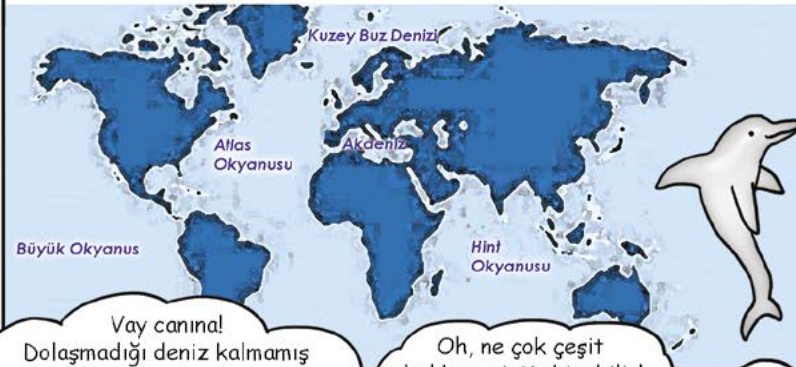 Kuzey Buz Denizi
Atlas
Okyanusu
Akdeniz
Büyük Okyanus
Hint
Okyanusu
Vay canına!
Dolaşmadığı deniz kalmamış
Oh, ne çok çeşit